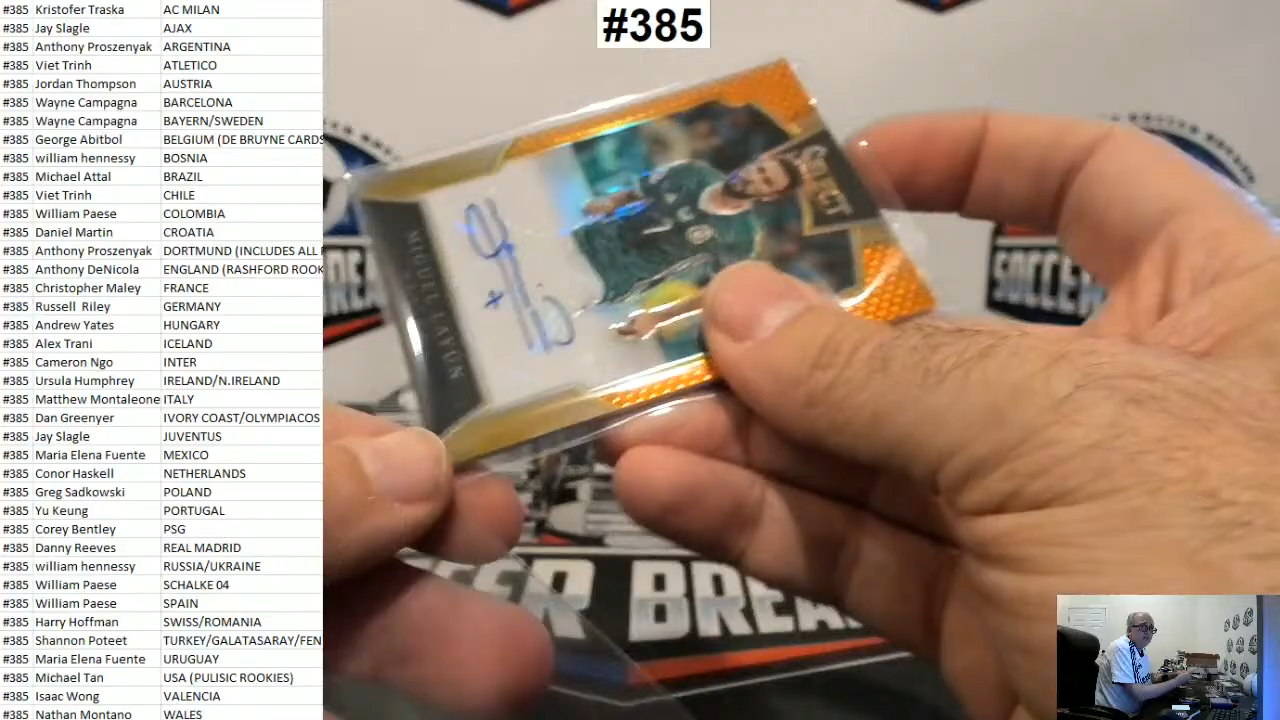 #385 Kristofer Traska AC MILAN
#385 Jay Slagle AJAX
#385 Anthony Proszenyak ARGENTINA
#385 Viet Trinh ATLETICO
#385 Jordan Thompson AUSTRIA
#385 Wayne Campagna BARCELONA
#385 Wayne Campagna BAYERN/SWEDEN
#385 George Abitbol BELGIUM (DE BRUYNE CARDS
#385 william hennessy BOSNIA
#385 Michael Attal BRAZIL
#385 Viet Trinh CHILE
#385 William Paese COLOMBIA
#385 Daniel Martin CROATIA
#385 Anthony Proszenyak DORTMUND (INCLUDES ALL
#385 Anthony DeNicola ENGLAND (RASHFORD ROOK
#385 Christopher Maley FRANCE
#385 Russell Riley GERMANY
#385 Andrew Yates HUNGARY
#385 Alex Trani ICELAND
#385 Cameron Ngo INTER
#385 Ursula Humphrey IRELAND/N.IRELAND
#385 Matthew Montaleone ITALY
#385 Dan Greenyer IVORY COAST/OLYMPIACOS
#385 Jay Slagle JUVENTUS
#385 Maria Elena Fuente MEXICO
#385 Conor Haskell NETHERLANDS
#385 Greg Sadkowski POLAND
#385 Yu Keung PORTUGAL
#385 Corey Bentley PSG
#385 Danny Reeves REAL MADRID
#385 william hennessy RUSSIA/UKRAINE
#385 William Paese SCHALKE 04
#385 William Paese SPAIN
#385 Harry Hoffman SWISS/ROMANIA
#385 Shannon Poteet TURKEY/GALATASARAY/FEN
#385 Maria Elena Fuente URUGUAY
#385 Michael Tan USA (PULISIC ROOKIES)
#385 Isaac Wong VALENCIA
#385 Nathan Montano WALES
#385
SELECT
MIGUEL LAYUN
SOCCER
CER BREA